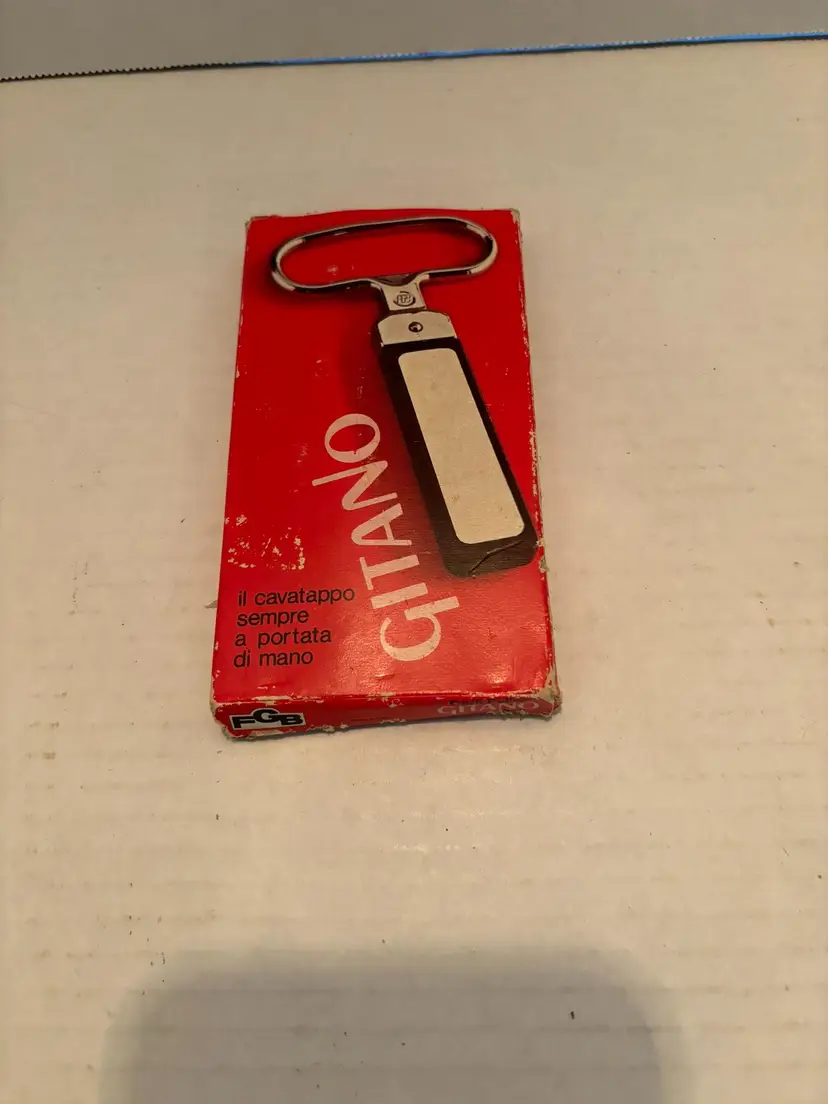 GITANO
il cavatappo
sempre
a portata
di mano
FGB
GITANO